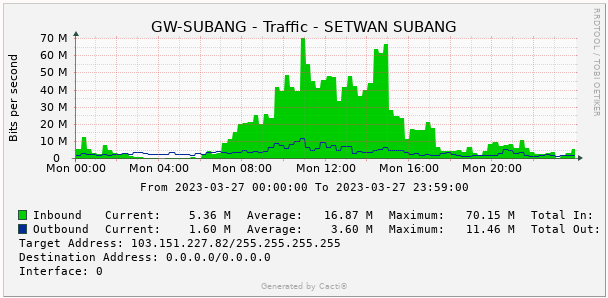 GW-SUBANG - Traffic - SETWAN SUBANG
RRDTOOL / TOBI OETIKER
Bits per second
70 M
60 M
50 M
40 M
30 M
20 M
10 M
0
Mon 00:00 Mon 04:00 Mon 08:00 Mon 12:00 Mon 16:00 Mon 20:00
From 2023-03-27 00:00:00 To 2023-03-27 23:59:00
Inbound Current: 5.36 M Average: 16.87 M Maximum: 70.15 M Total In:
Outbound Current: 1.60 M Average: 3.60 M Maximum: 11.46 M Total Out:
Target Address: 103.151.227.82/255.255.255.255
Destination Address: 0.0.0.0/0.0.0.0
Interface: 0
Generated by Cacti®